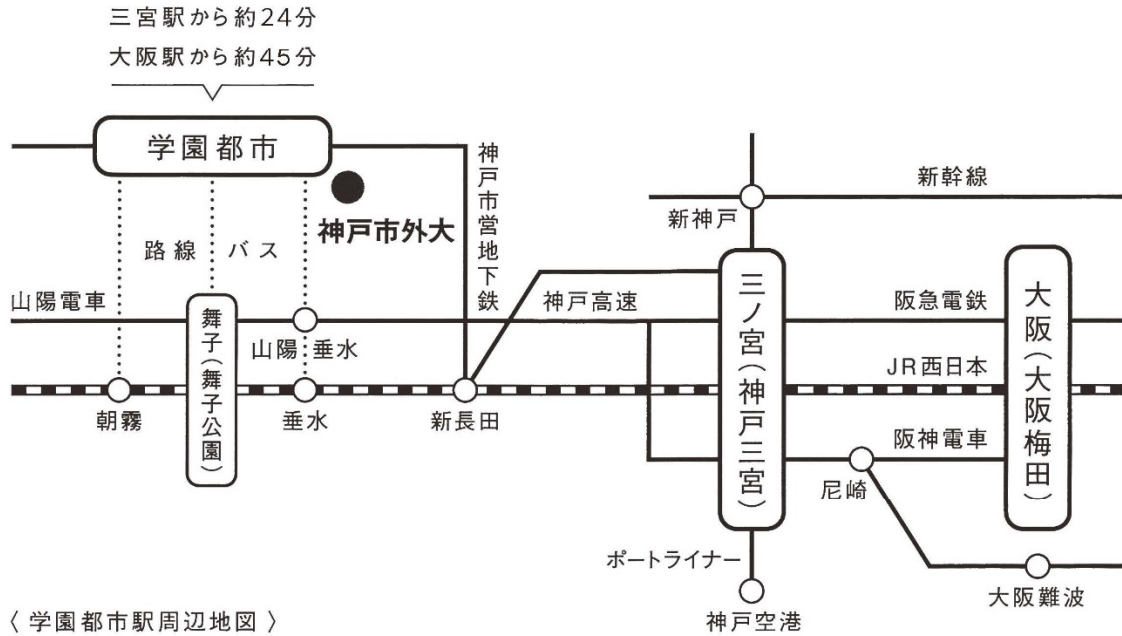 三宮駅から約24分
大阪駅から約45分
学園都市
神戸市営地下鉄
新幹線
新神戸
神戸市外大
路線バス
山陽電車
神戸高速
阪急電鉄
舞子(舞子公園)
三ノ宮(神戸三宮)
大阪(大阪梅田)
山陽垂水
JR西日本
朝霧
垂水
新長田
阪神電車
尼崎
ポートライナー
大阪難波
神戸空港
〈学園都市駅周辺地図〉